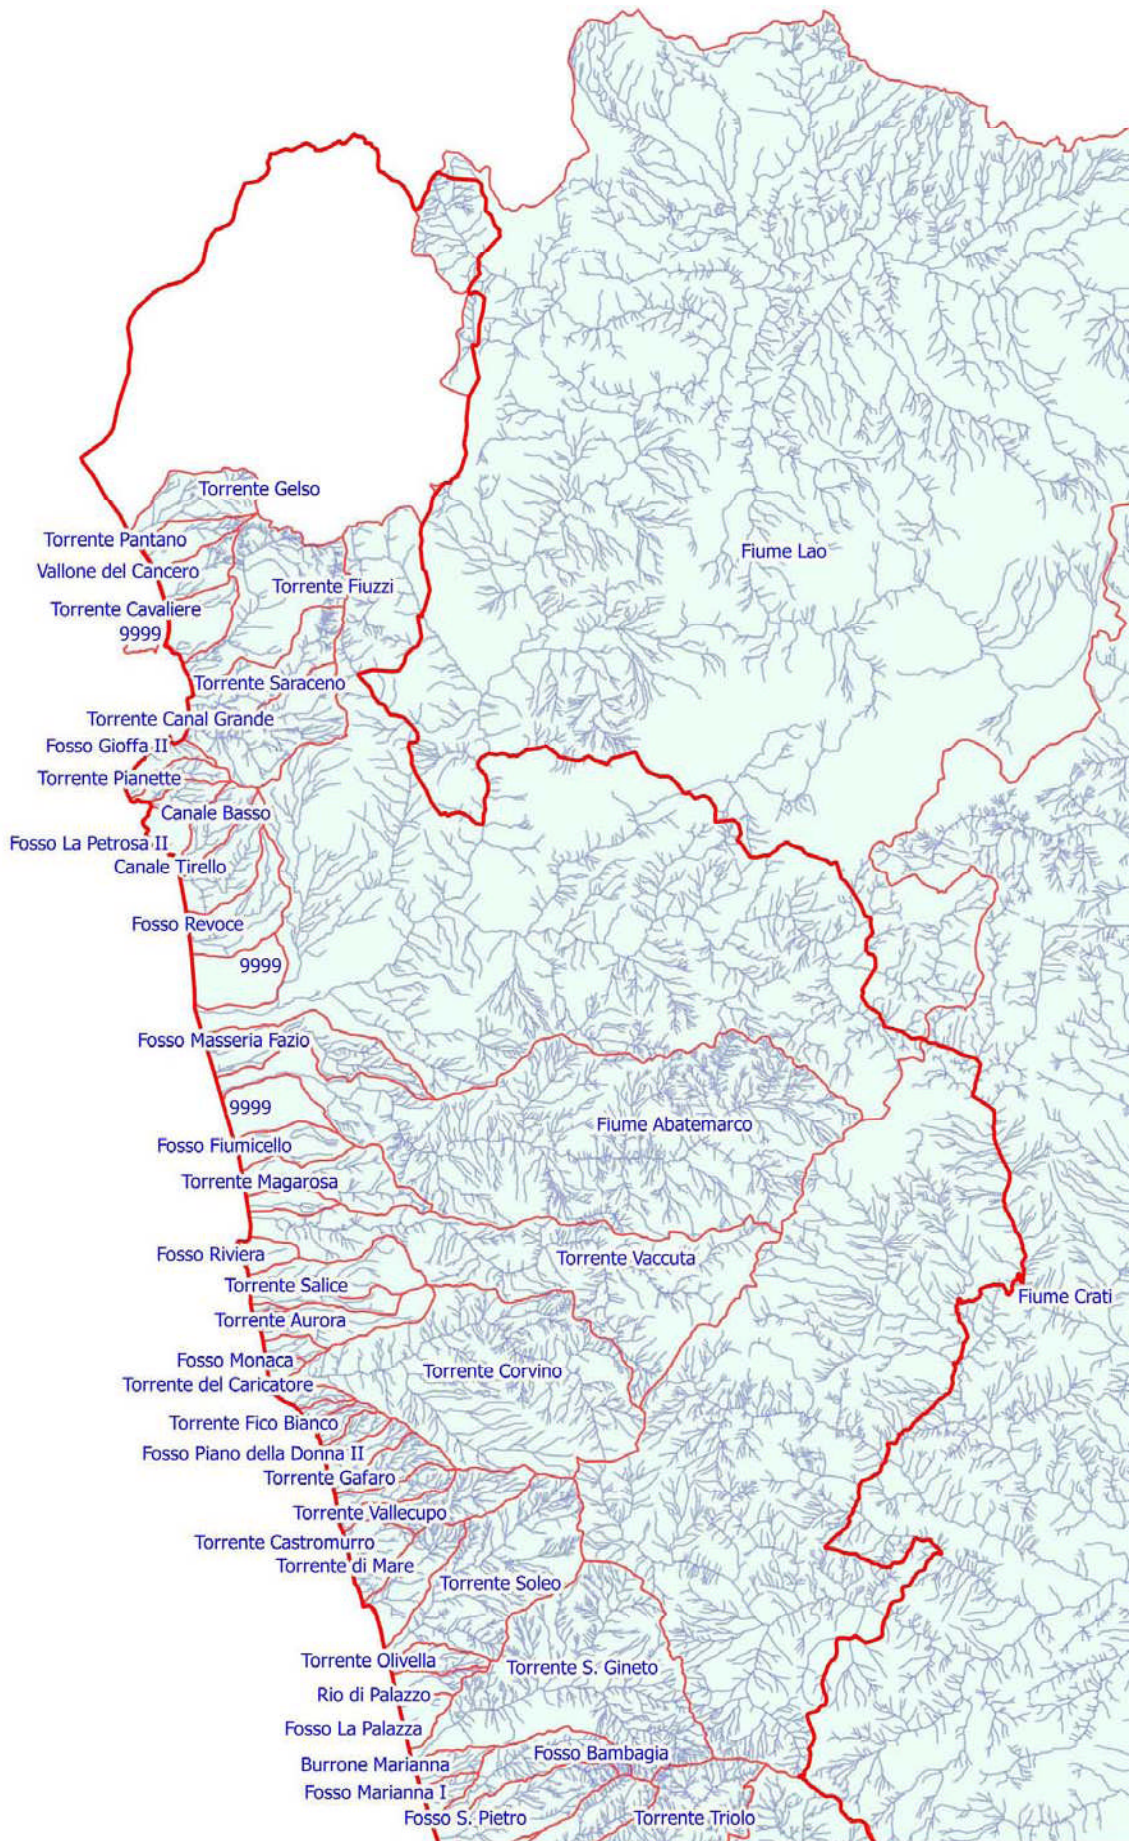 Torrente Gelso
Torrente Pantano
Fiume Lao
Vallone del Cancero
Torrente Fiuzzi
Torrente Cavaliere
9999
Torrente Saraceno
Torrente Canal Grande
Fosso Gioffa II
Torrente Pianette
Canale Basso
Fosso La Petrosa II
Canale Tirello
Fosso Revoce
9999
Fosso Masseria Fazio
9999
Fiume Abatemarco
Fosso Fiumicello
Torrente Magarosa
Fosso Riviera
Torrente Vaccuta
Torrente Salice
Fiume Crati
Torrente Aurora
Fosso Monaca
Torrente Corvino
Torrente del Caricatore
Torrente Fico Bianco
Fosso Piano della Donna II
Torrente Gafaro
Torrente Vallecupo
Torrente Castromurro
Torrente di Mare
Torrente Soleo
Torrente Olivella
Torrente S. Gineto
Rio di Palazzo
Fosso La Palazza
Fosso Bambagia
Burrone Marianna
Fosso Marianna I
Fosso S. Pietro
Torrente Triolo